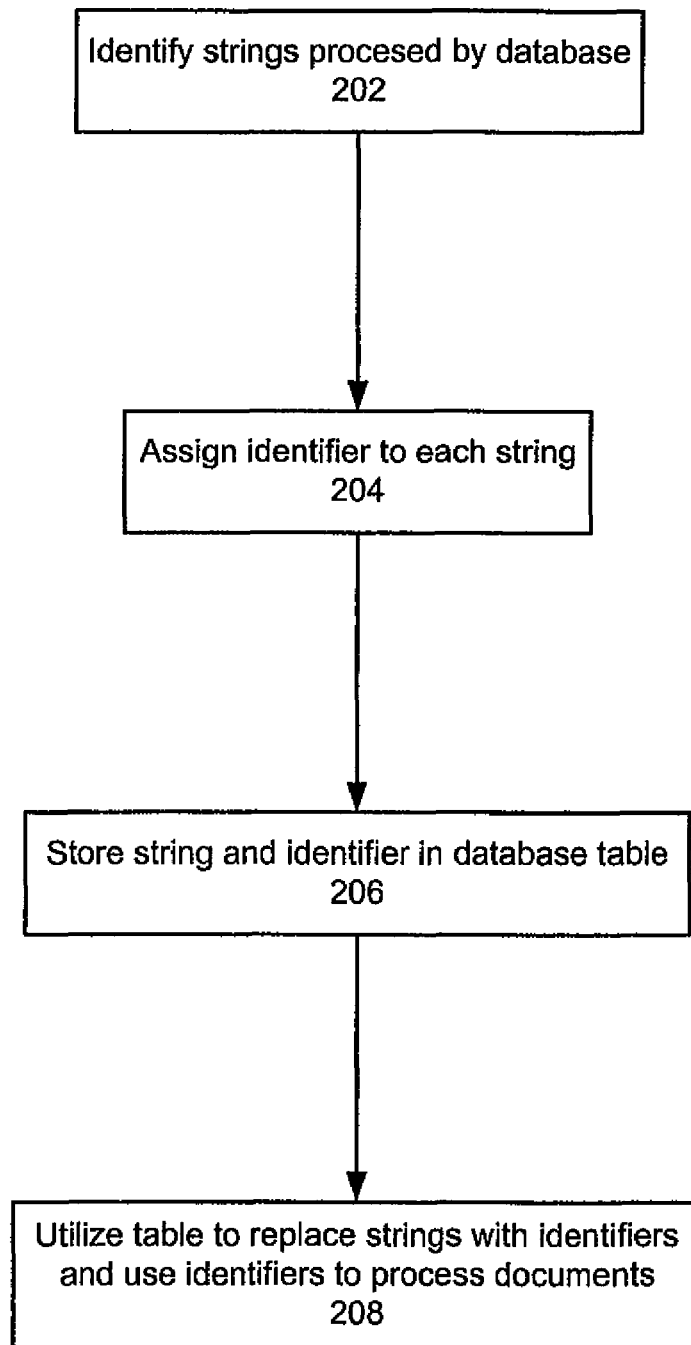 Identify strings procesed by database
202
Assign identifier to each string
204
Store string and identifier in database table
206
Utilize table to replace strings with identifiers
and use identifiers to process documents
208